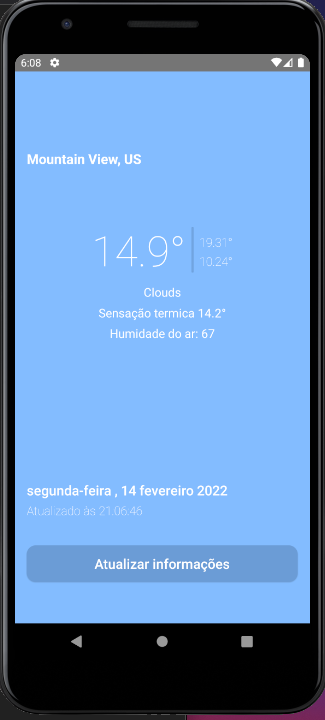 6:08
Mountain View, US
14.9°
19.31°
10.24°
Clouds
Sensação termica 14.2°
Humidade do ar: 67
segunda-feira , 14 fevereiro 2022
Atualizado às 21:06:46
Atualizar informações